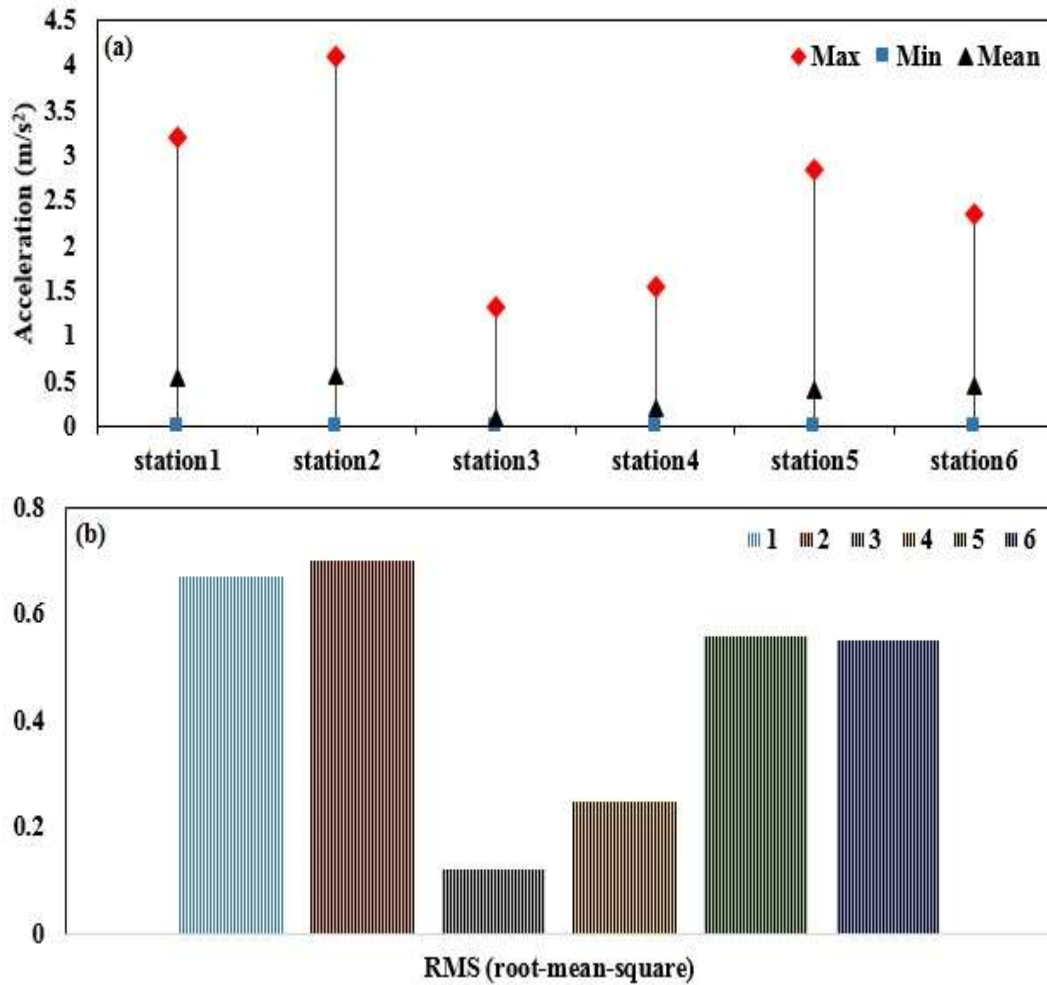 4.5
(a)
Max Min Mean
4
3.5
3
2.5
2
1.5
1
0.5
0
Acceleration (m/s²)
station1 station2 station3 station4 station5 station6
0.8
(b)
1 2 3 4 5 6
0.6
0.4
0.2
0
RMS (root-mean-square)